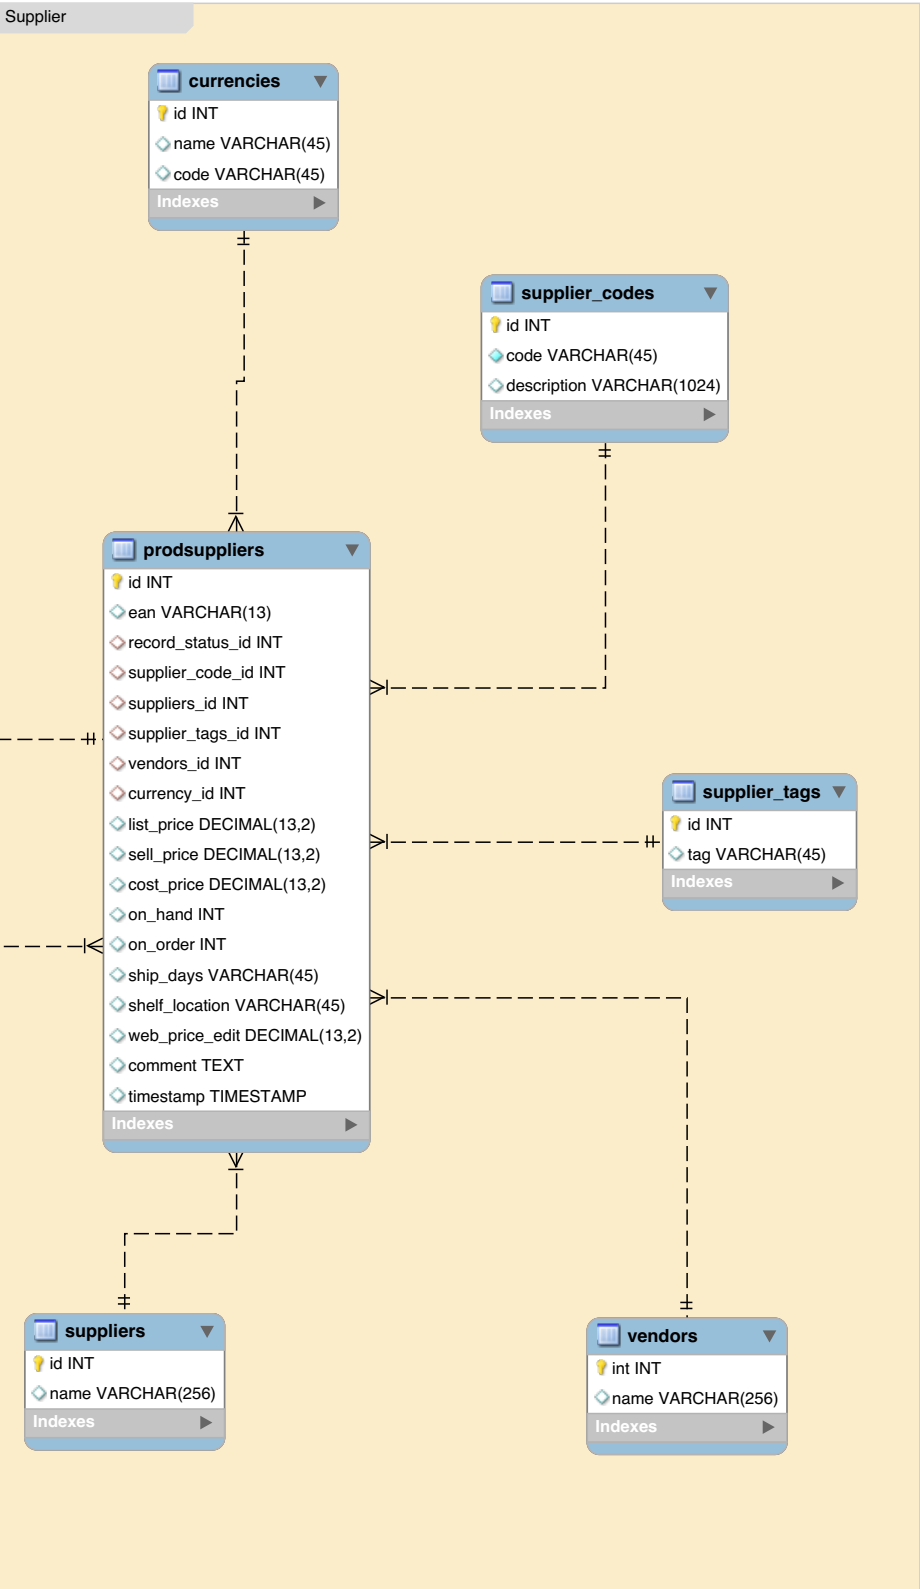 Supplier
currencies
id INT
name VARCHAR(45)
code VARCHAR(45)
Indexes
supplier_codes
id INT
code VARCHAR(45)
description VARCHAR(1024)
Indexes
prodsuppliers
id INT
ean VARCHAR(13)
record_status_id INT
supplier_code_id INT
suppliers_id INT
supplier_tags_id INT
vendors_id INT
currency_id INT
list_price DECIMAL(13,2)
sell_price DECIMAL(13,2)
cost_price DECIMAL(13,2)
on_hand INT
on_order INT
ship_days VARCHAR(45)
shelf_location VARCHAR(45)
web_price_edit DECIMAL(13,2)
comment TEXT
timestamp TIMESTAMP
Indexes
supplier_tags
id INT
tag VARCHAR(45)
Indexes
suppliers
id INT
name VARCHAR(256)
Indexes
vendors
int INT
name VARCHAR(256)
Indexes